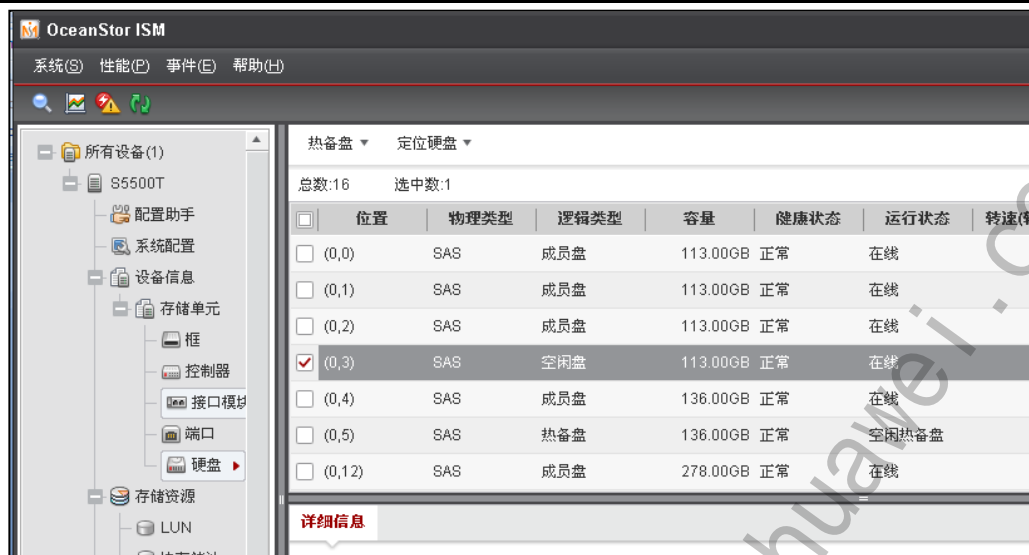 OceanStor ISM
系统(S) 性能(P) 事件(E) 帮助(H)
所有设备(1)
S5500T
配置助手
系统配置
设备信息
存储单元
框
控制器
接口模块
端口
硬盘
存储资源
LUN
热备盘 定位硬盘
总数:16 选中数:1
位置 物理类型 逻辑类型 容量 健康状态 运行状态 转速(转
(0,0) SAS 成员盘 113.00GB 正常 在线
(0,1) SAS 成员盘 113.00GB 正常 在线
(0,2) SAS 成员盘 113.00GB 正常 在线
(0,3) SAS 空闲盘 113.00GB 正常 在线
(0,4) SAS 成员盘 136.00GB 正常 在线
(0,5) SAS 热备盘 136.00GB 正常 空闲热备盘
(0,12) SAS 成员盘 278.00GB 正常 在线
详细信息
huawei.c